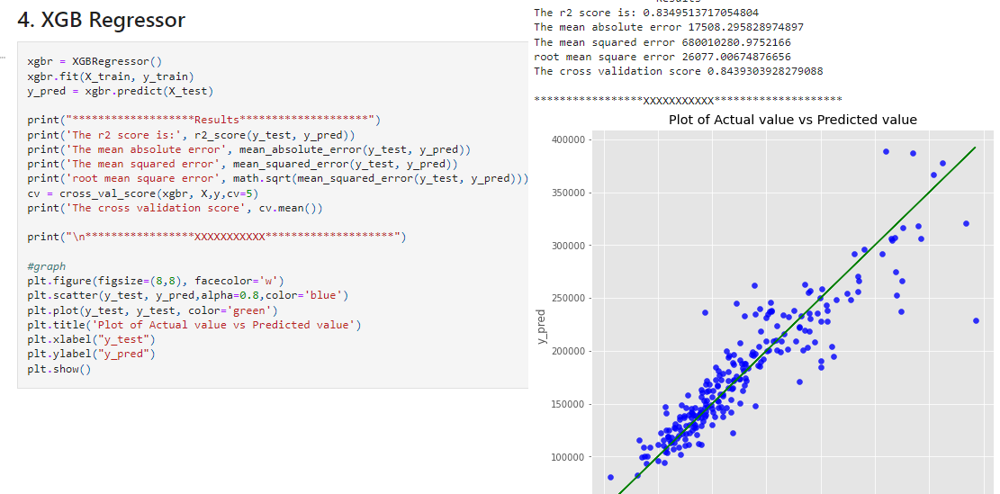 4. XGB Regressor
xgbr = XGBRegressor()
xgbr.fit(X_train, y_train)
y_pred = xgbr.predict(X_test)
print("*******************Results********************")
print('The r2 score is:', r2_score(y_test, y_pred))
print('The mean absolute error', mean_absolute_error(y_test, y_pred))
print('The mean squared error', mean_squared_error(y_test, y_pred))
print('root mean square error', math.sqrt(mean_squared_error(y_test, y_pred)))
cv = cross_val_score(xgbr, X,y,cv=5)
print('The cross validation score', cv.mean())
print("\n*****************XXXXXXXXXXX********************")
#graph
plt.figure(figsize=(8,8), facecolor='w')
plt.scatter(y_test, y_pred,alpha=0.8,color='blue')
plt.plot(y_test, y_test, color='green')
plt.title('Plot of Actual value vs Predicted value')
plt.xlabel("y_test")
plt.ylabel("y_pred")
plt.show()
Results
The r2 score is: 0.8349513717054804
The mean absolute error 17508.295828974897
The mean squared error 680010280.9752166
root mean square error 26077.00674876656
The cross validation score 0.8439303928279088
*****************XXXXXXXXXXX********************
Plot of Actual value vs Predicted value
400000
350000
300000
250000
y_pred
200000
150000
100000